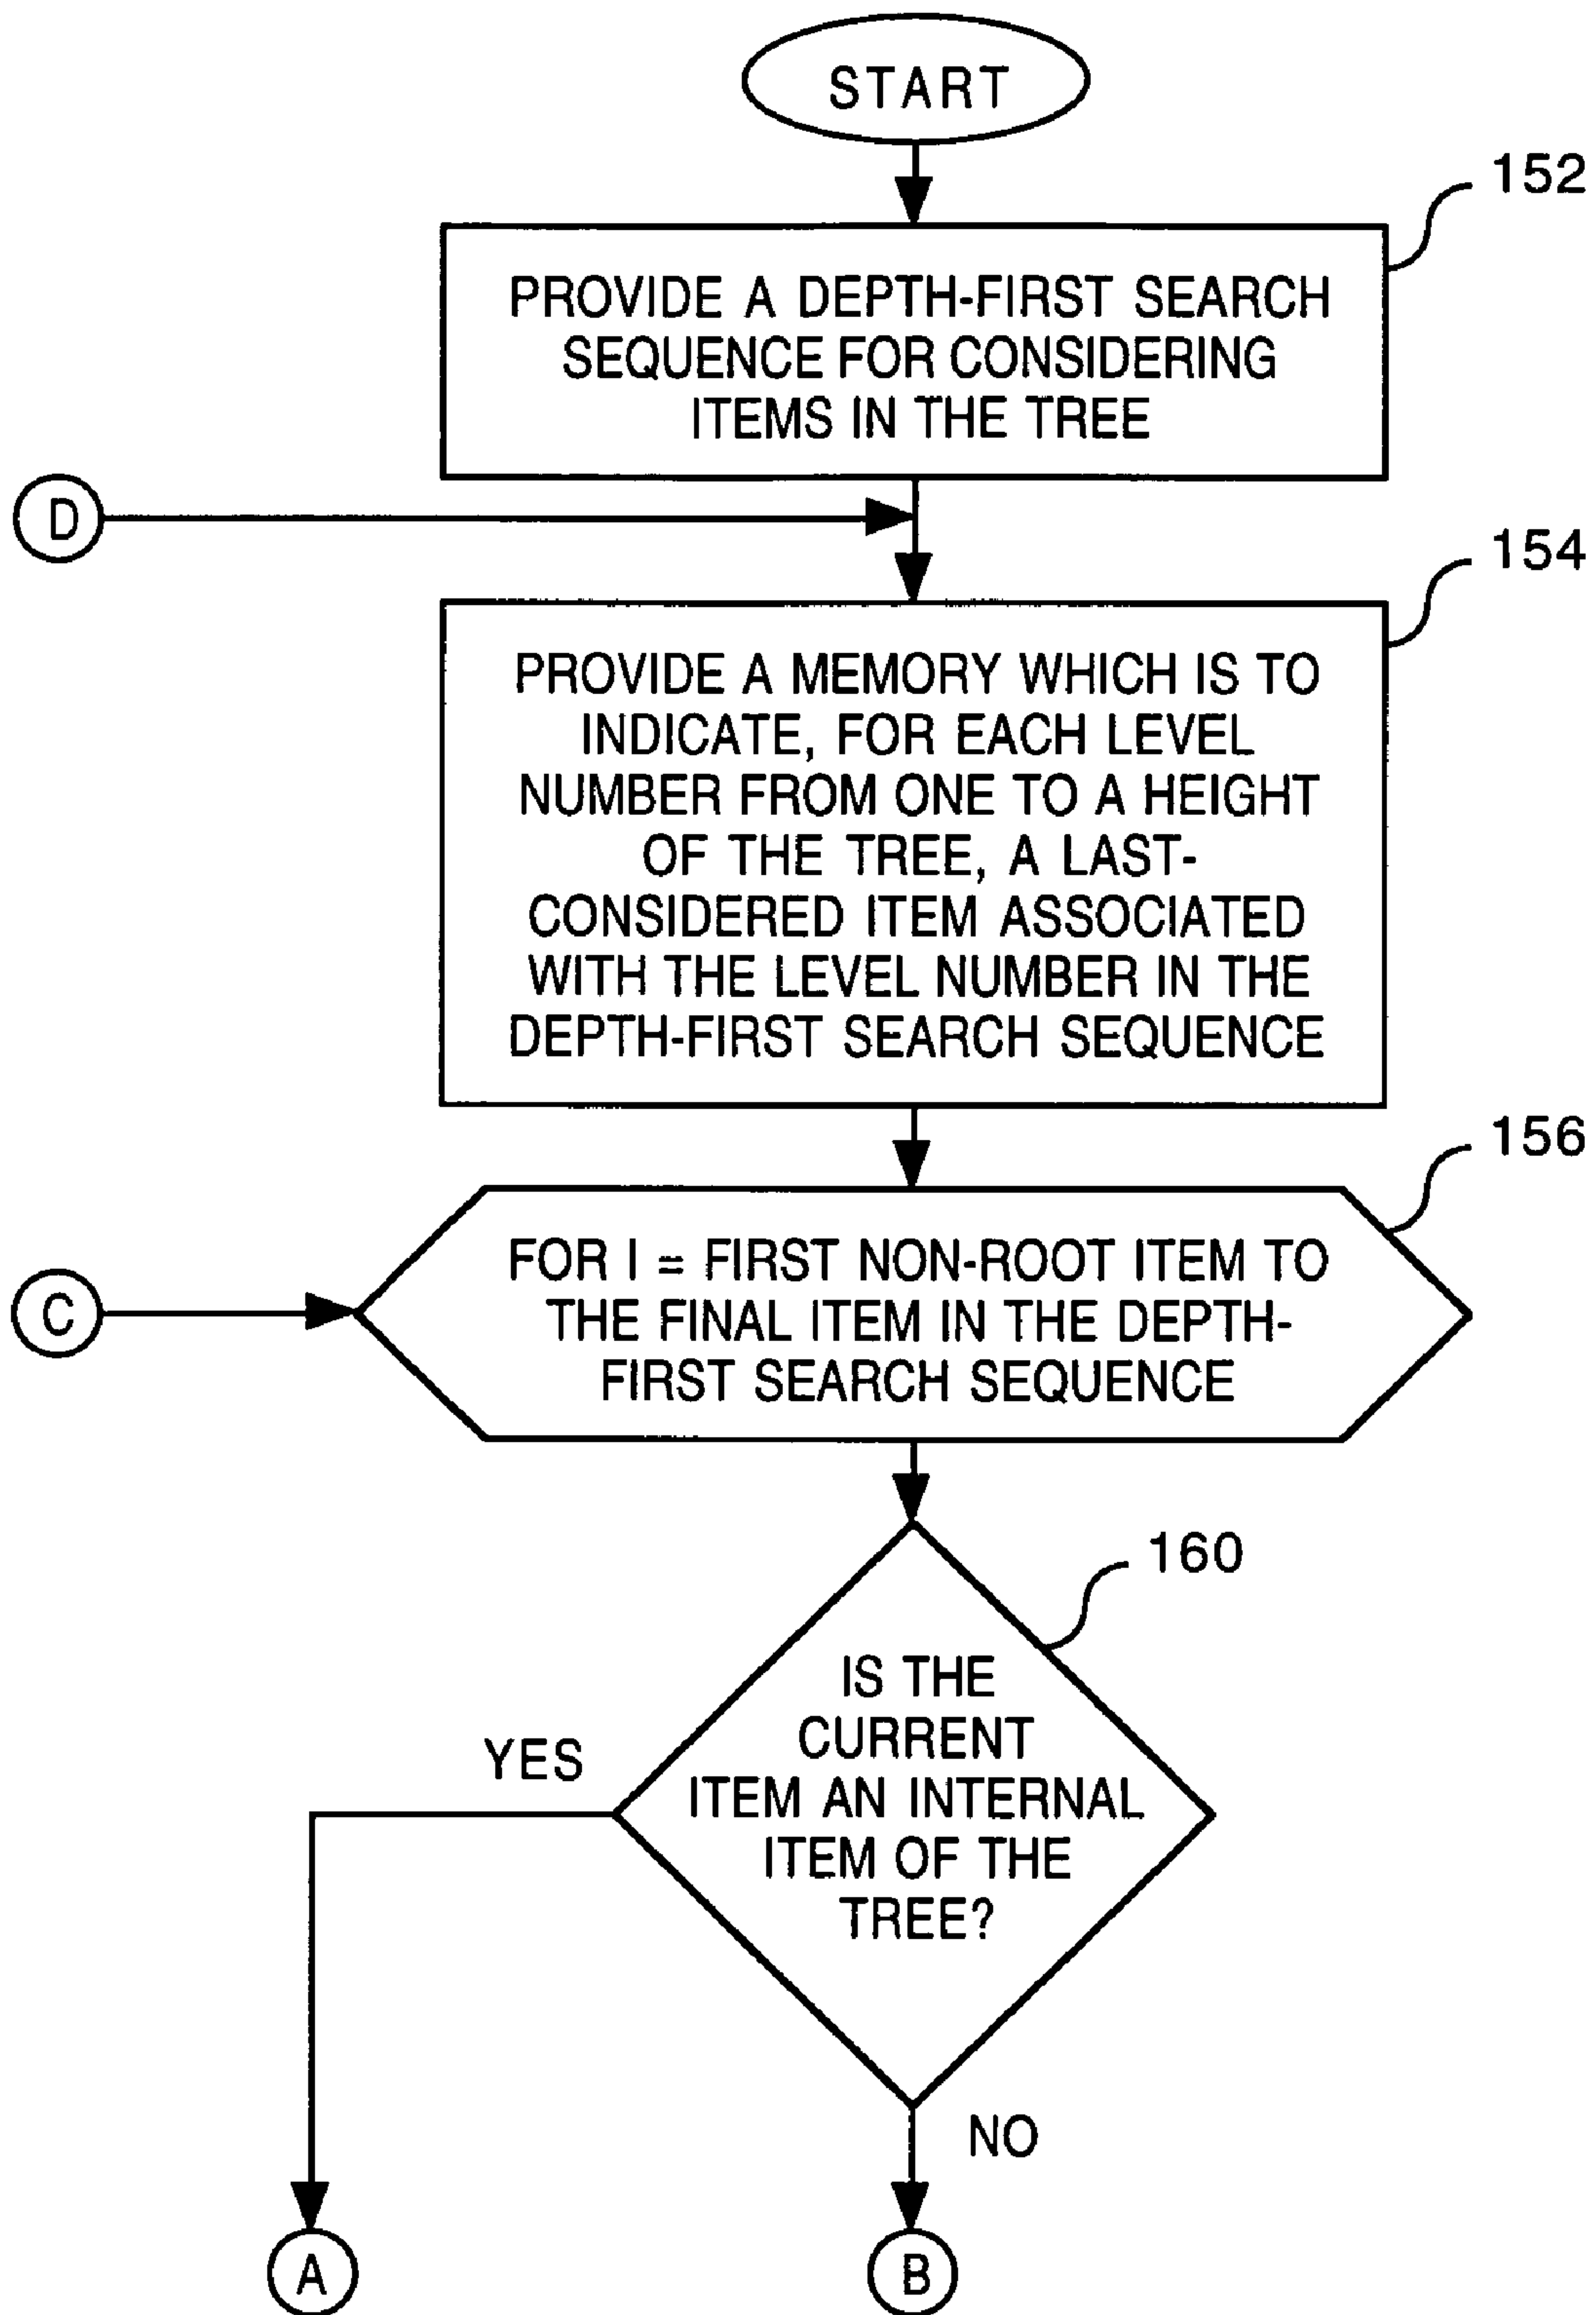 START
152
PROVIDE A DEPTH-FIRST SEARCH
SEQUENCE FOR CONSIDERING
ITEMS IN THE TREE
D
154
PROVIDE A MEMORY WHICH IS TO
INDICATE, FOR EACH LEVEL
NUMBER FROM ONE TO A HEIGHT
OF THE TREE, A LAST-
CONSIDERED ITEM ASSOCIATED
WITH THE LEVEL NUMBER IN THE
DEPTH-FIRST SEARCH SEQUENCE
156
FOR I = FIRST NON-ROOT ITEM TO
THE FINAL ITEM IN THE DEPTH-
FIRST SEARCH SEQUENCE
C
160
IS THE
CURRENT
ITEM AN INTERNAL
ITEM OF THE
TREE?
YES
NO
A
B